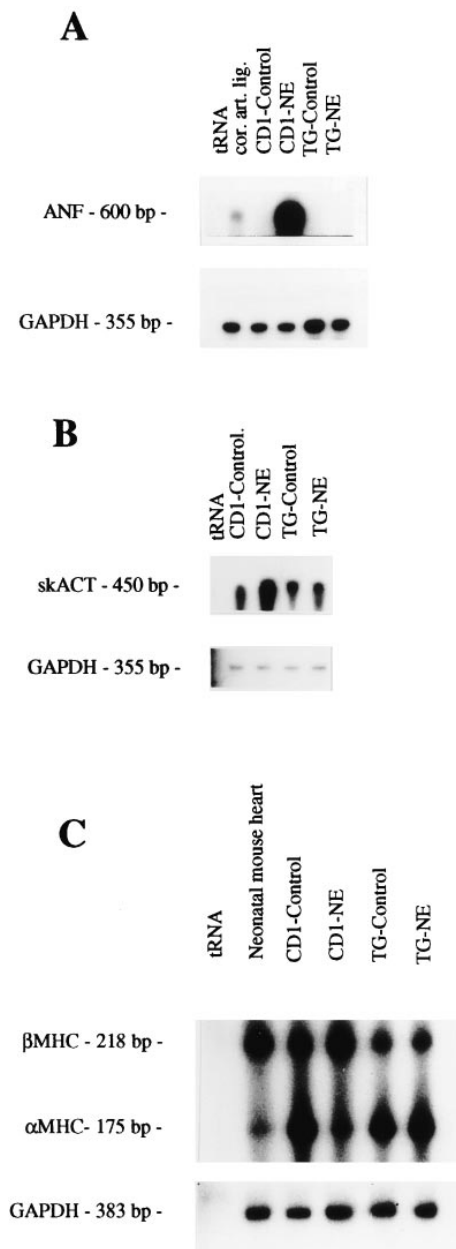 A
tRNA
cor. art. lig.
CD1-Control
CD1-NE
TG-Control
TG-NE
ANF - 600 bp -
GAPDH - 355 bp -
B
tRNA
CD1-Control.
CD1-NE
TG-Control
TG-NE
skACT - 450 bp -
GAPDH - 355 bp -
C
tRNA
Neonatal mouse heart
CD1-Control
CD1-NE
TG-Control
TG-NE
βMHC - 218 bp -
αMHC- 175 bp -
GAPDH - 383 bp -